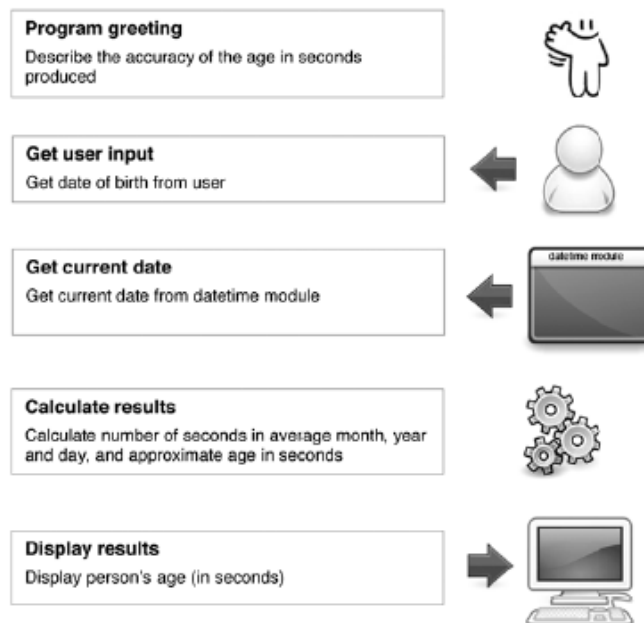 Program greeting
Describe the accuracy of the age in seconds
produced
Get user input
Get date of birth from user
Get current date
Get current date from datetime module
datetime module
Calculate results
Calculate number of seconds in average month, year
and day, and approximate age in seconds
Display results
Display person's age (in seconds)